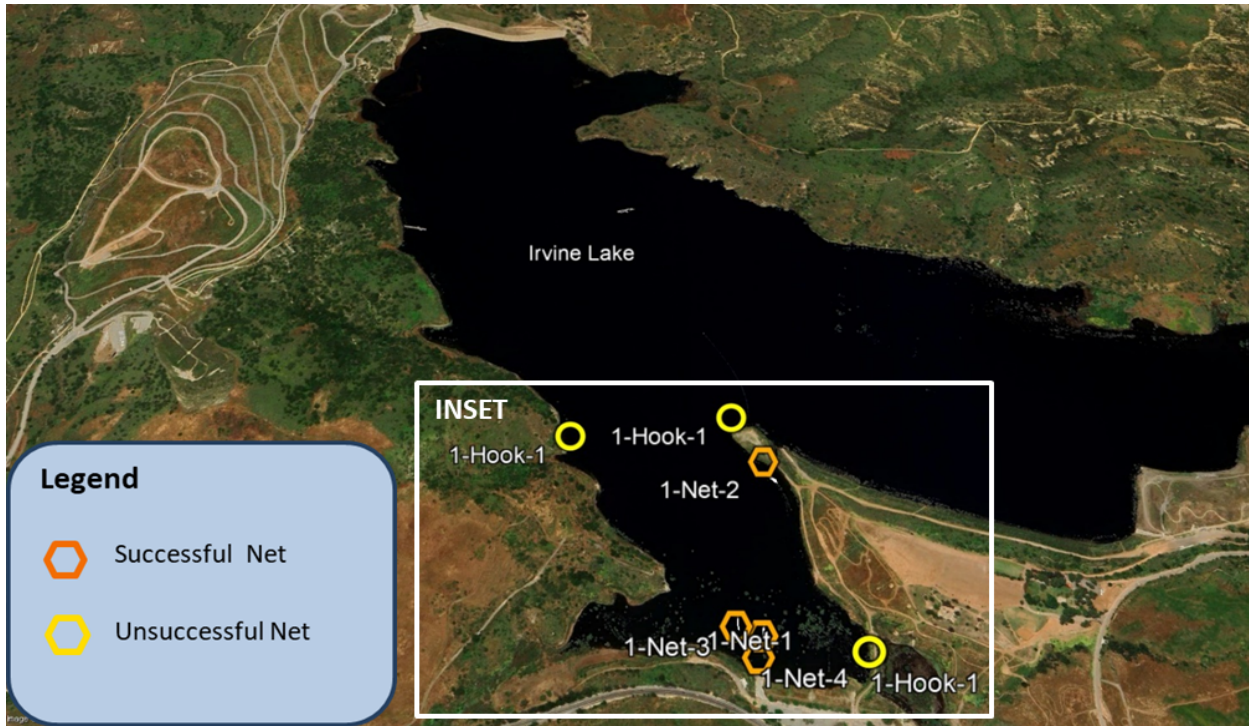 Irvine Lake
INSET
1-Hook-1
1-Hook-1
1-Net-2
Legend
Successful Net
Unsuccessful Net
1-Net-3
1-Net-1
1-Net-4
1-Hook-1
Image